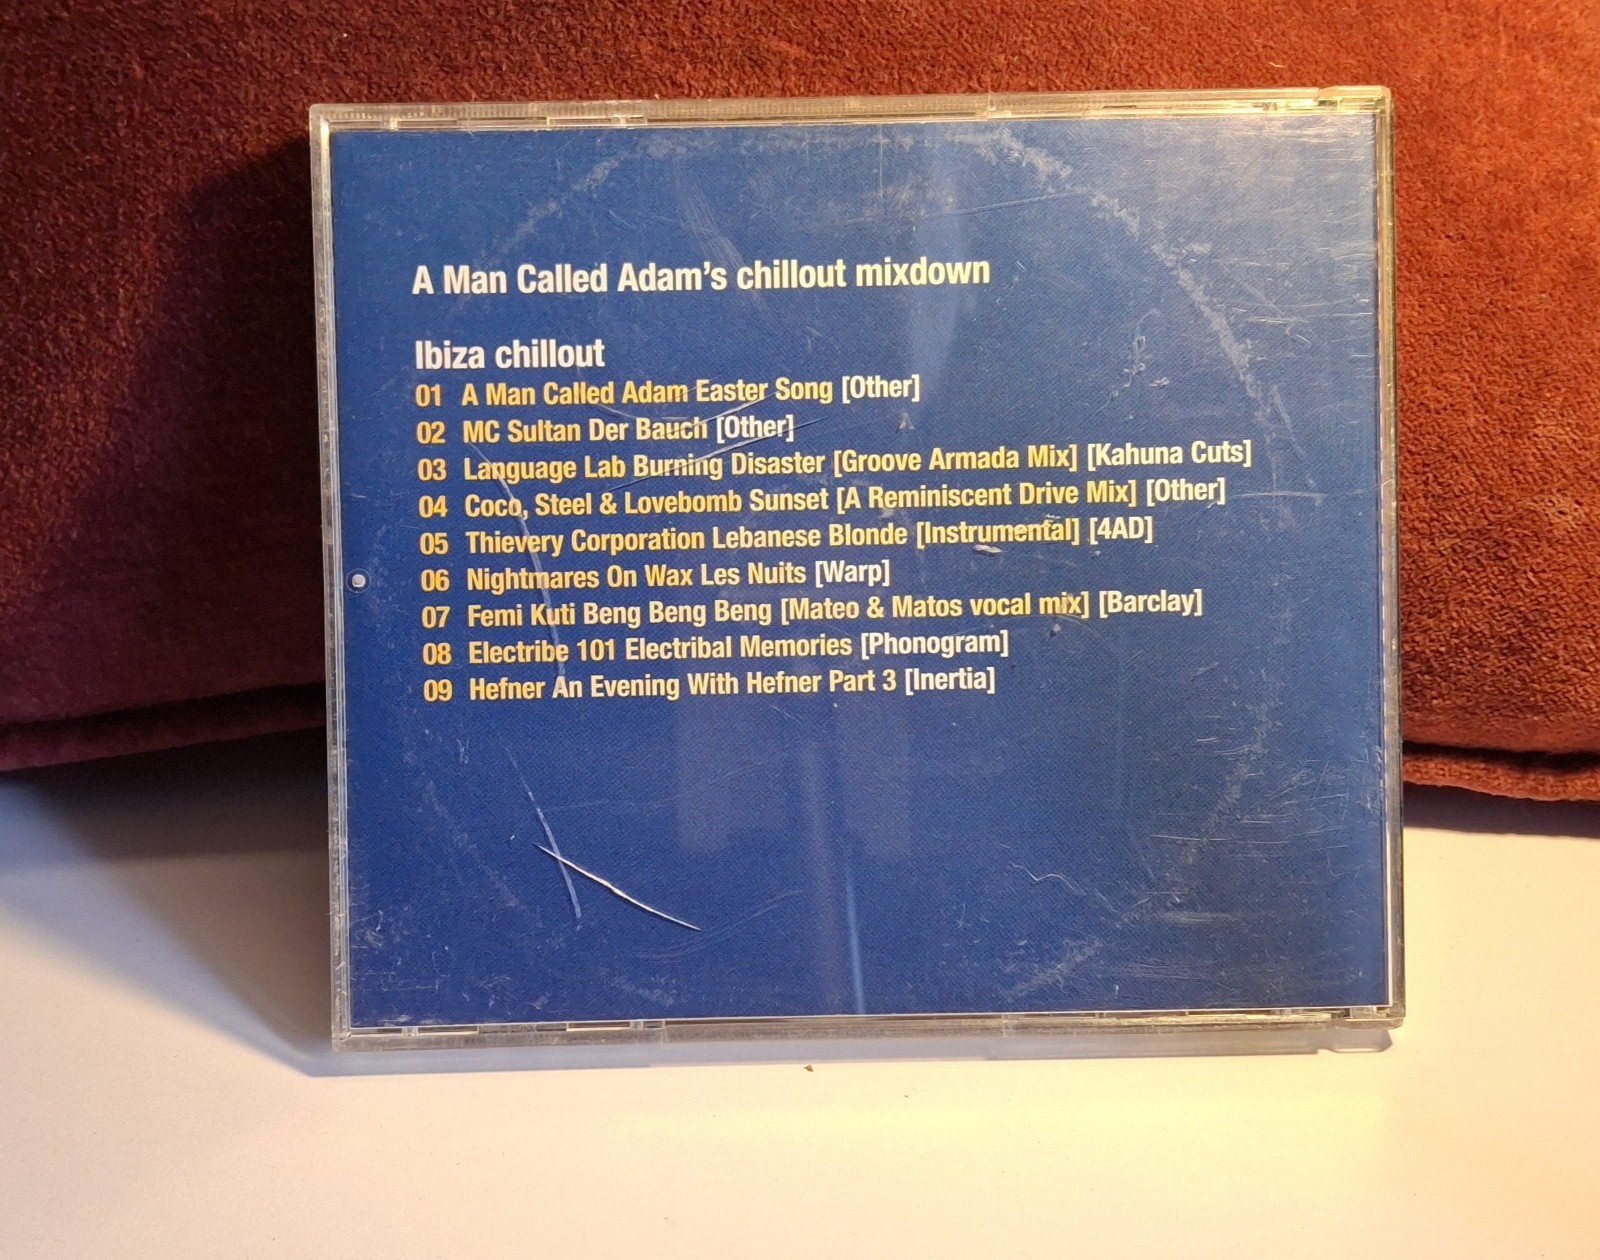 A Man Called Adam's chillout mixdown
Ibiza chillout
01 A Man Called Adam Easter Song [Other]
02 MC Sultan Der Bauch [Other]
03 Language Lab Burning Disaster [Groove Armada Mix] [Kahuna Cuts]
04 Coco, Steel & Lovebomb Sunset [A Reminiscent Drive Mix] [Other]
05 Thievery Corporation Lebanese Blonde [Instrumental] [4AD]
06 Nightmares On Wax Les Nuits [Warp]
07 Femi Kuti Beng Beng Beng [Mateo & Matos vocal mix] [Barclay]
08 Electribe 101 Electribal Memories [Phonogram]
09 Hefner An Evening With Hefner Part 3 [Inertia]